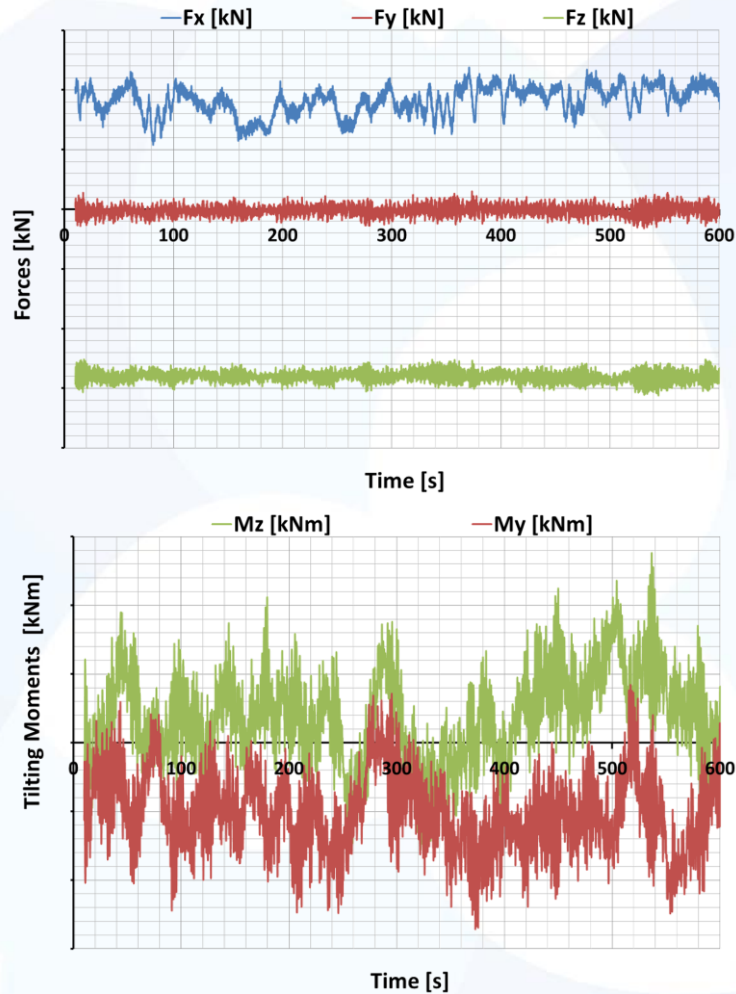 Fx [kN] Fy [kN] Fz [kN]
Forces [kN]
0 100 200 300 400 500 600
Time [s]
Mz [kNm] My [kNm]
Tilting Moments [kNm]
0 100 200 300 400 500 600
Time [s]